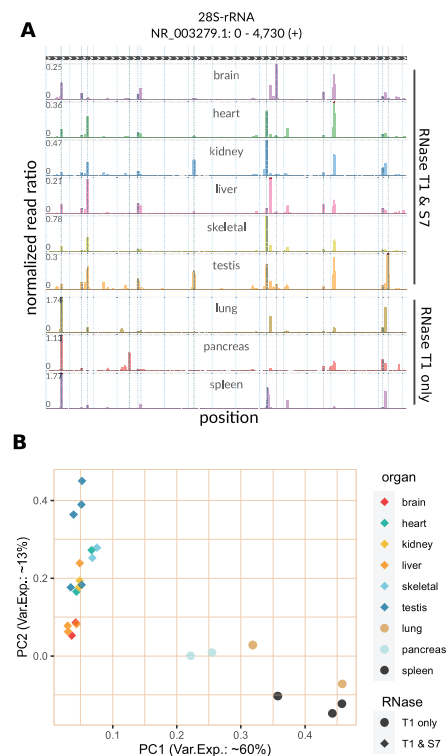 28S-rRNA
NR_003279.1: 0 - 4,730 (+)
A
0.25
brain
0
0.36
heart
0
0.47
kidney
0
0.21
liver
0
0.78
skeletal
0
0.3
testis
0
1.74
lung
0
1.13
pancreas
0
1.77
spleen
0
normalized read ratio
RNase T1 & S7
RNase T1 only
position
B
0.4
0.2
0.0
PC2 (Var.Exp.: ~13%)
0.1
0.2
0.3
0.4
PC1 (Var.Exp.: ~60%)
organ
brain
heart
kidney
liver
skeletal
testis
lung
pancreas
spleen
RNase
T1 only
T1 & S7